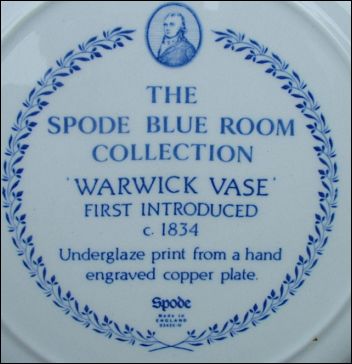 THE
SPODE BLUE ROOM
COLLECTION
'WARWICK VASE'
FIRST INTRODUCED
c. 1834
Underglaze print from a hand
engraved copper plate.
Spode
MADE IN
ENGLAND